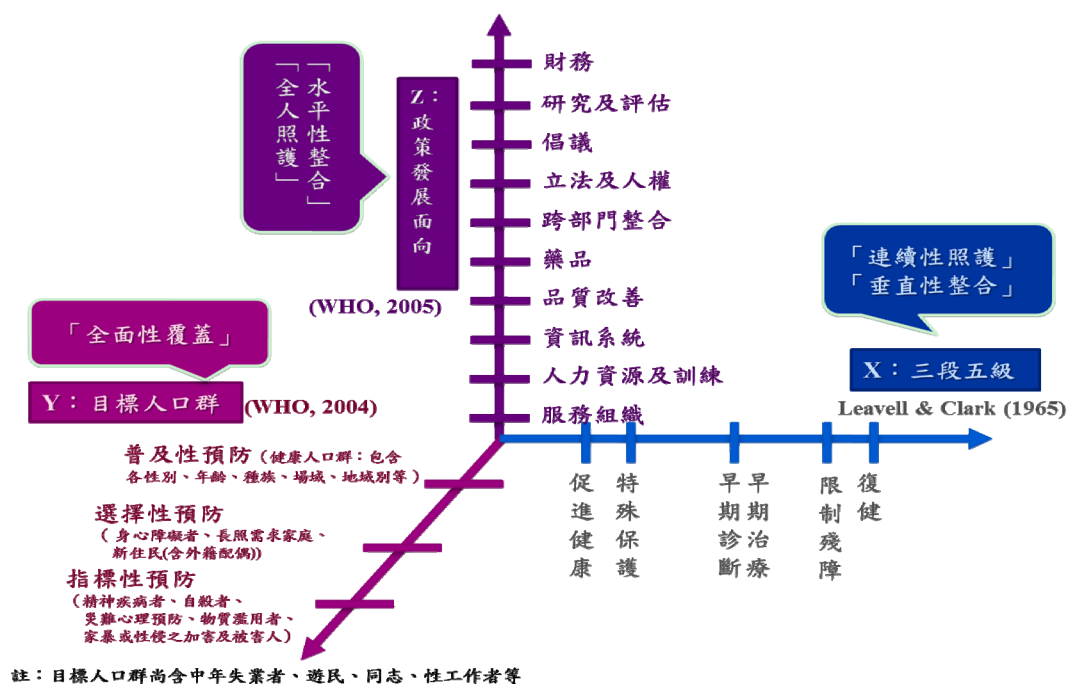 「水平性整合」
「全人照護」
Z：政策發展面向
(WHO, 2005)
財務
研究及評估
倡議
立法及人權
跨部門整合
藥品
品質改善
資訊系統
人力資源及訓練
服務組織
「連續性照護」
「垂直性整合」
X：三段五級
Leavell & Clark (1965)
促進健康
特殊保護
早期診斷
早期治療
限制殘障
復健
「全面性覆蓋」
Y：目標人口群
(WHO, 2004)
普及性預防（健康人口群：包含
各性別、年齡、種族、場域、地域別等）
選擇性預防
（身心障礙者、長照需求家庭、
新住民(含外籍配偶))
指標性預防
（精神疾病者、自殺者、
災難心理預防、物質濫用者、
家暴或性侵之加害及被害人）
註：目標人口群尚含中年失業者、遊民、同志、性工作者等